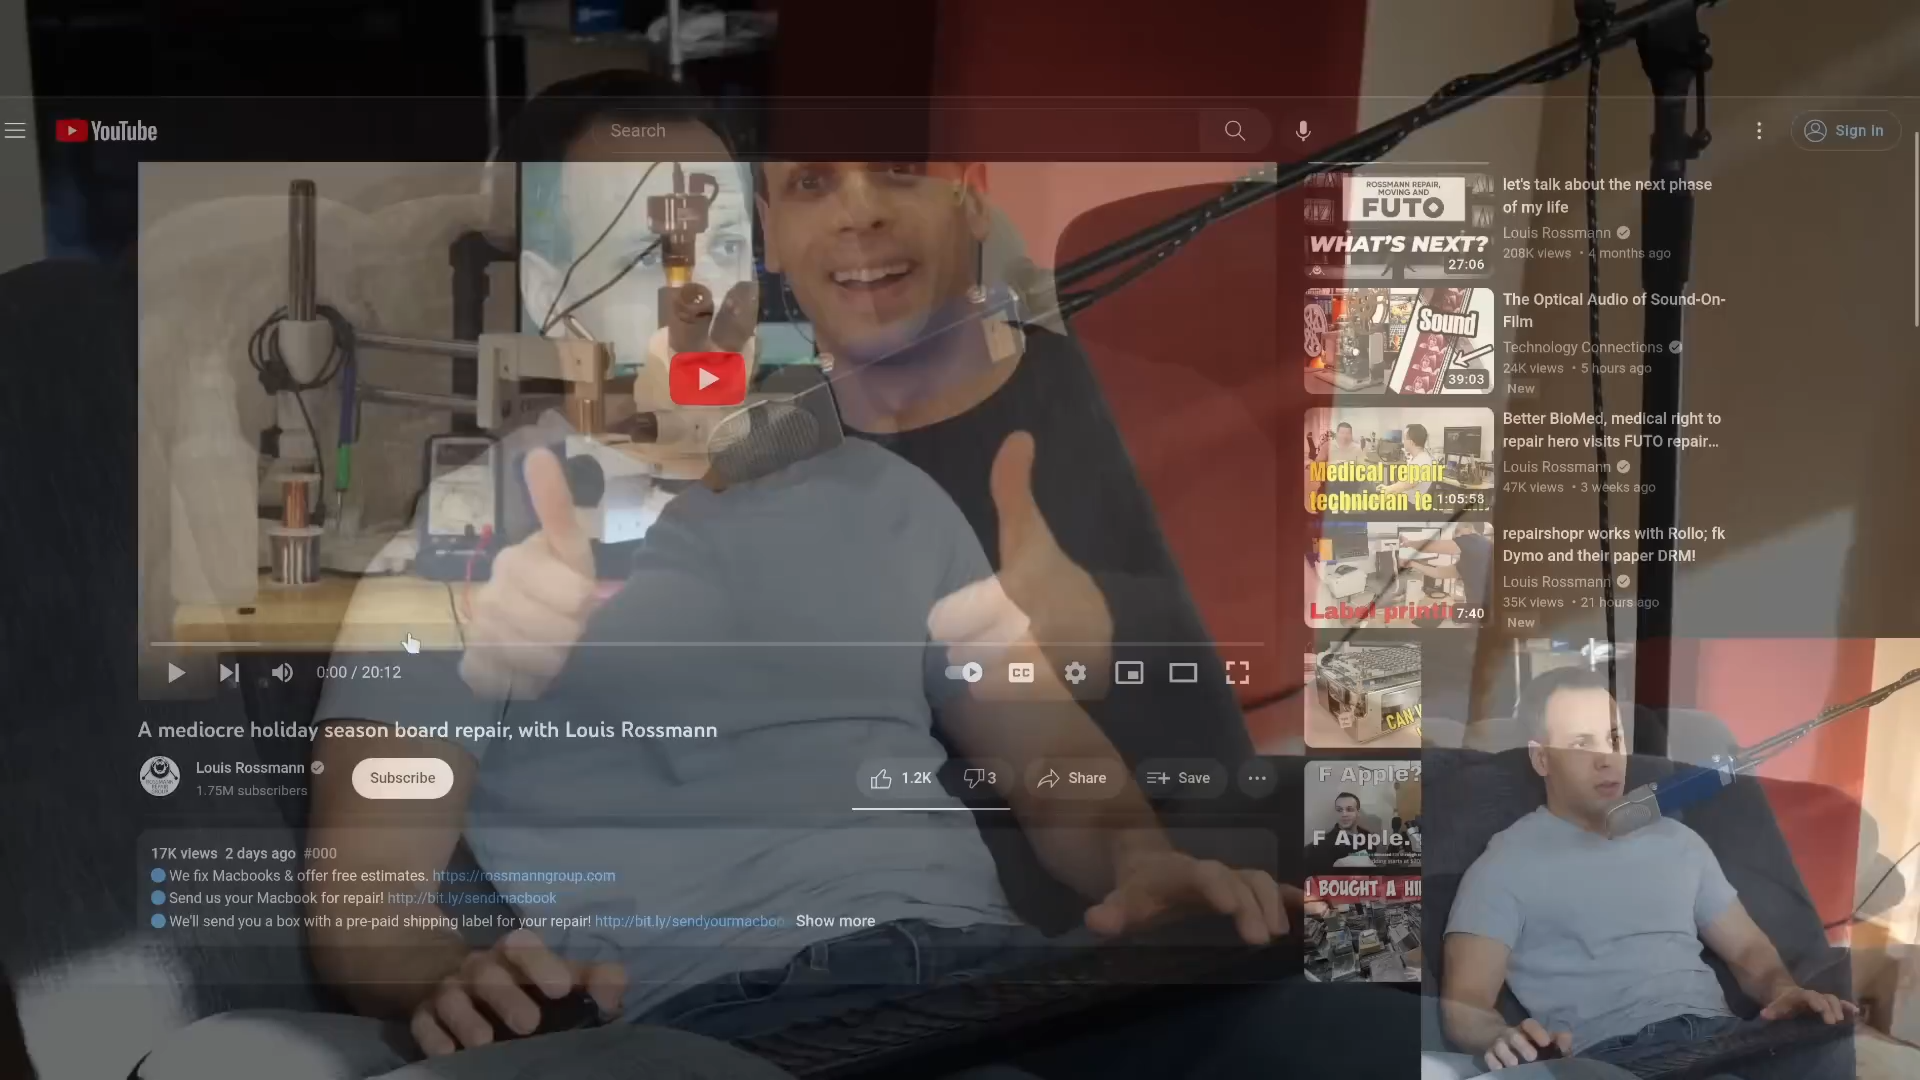 YouTube
Search
Sign in
0:00 / 20:12
CC
A mediocre holiday season board repair, with Louis Rossmann
Louis Rossmann
1.75M subscribers
Subscribe
1.2K
3
Share
Save
17K views 2 days ago #000
We fix Macbooks & offer free estimates. https://rossmanngroup.com
Send us your Macbook for repair! http://bit.ly/sendmacbook
We'll send you a box with a pre-paid shipping label for your repair! http://bit.ly/sendyourmacboo Show more
ROSSMANN REPAIR,
MOVING AND
FUTO
WHAT'S NEXT?
27:06
let's talk about the next phase
of my life
Louis Rossmann
208K views • 4 months ago
Sound
39:03
The Optical Audio of Sound-On-
Film
Technology Connections
24K views • 5 hours ago
New
Medical repair
technician te
1:05:58
Better BioMed, medical right to
repair hero visits FUTO repair...
Louis Rossmann
47K views • 3 weeks ago
Label printi
7:40
repairshopr works with Rollo; fk
Dymo and their paper DRM!
Louis Rossmann
35K views • 21 hours ago
New
CAN
F Apple?
F Apple.
I BOUGHT A